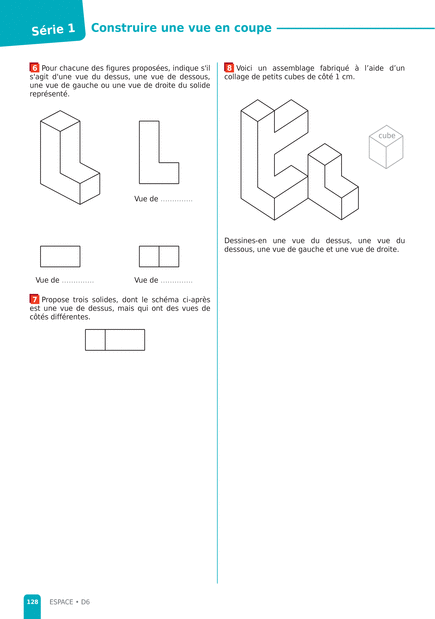 Série 1
Construire une vue en coupe
6 Pour chacune des figures proposées, indique s'il
s'agit d'une vue du dessus, une vue de dessous,
une vue de gauche ou une vue de droite du solide
représenté.
Vue de ..............
Vue de ..............
Vue de ..............
7 Propose trois solides, dont le schéma ci-après
est une vue de dessus, mais qui ont des vues de
côtés différentes.
8 Voici un assemblage fabriqué à l'aide d'un
collage de petits cubes de côté 1 cm.
cube
Dessines-en une vue du dessus, une vue du
dessous, une vue de gauche et une vue de droite.
128
ESPACE • D6